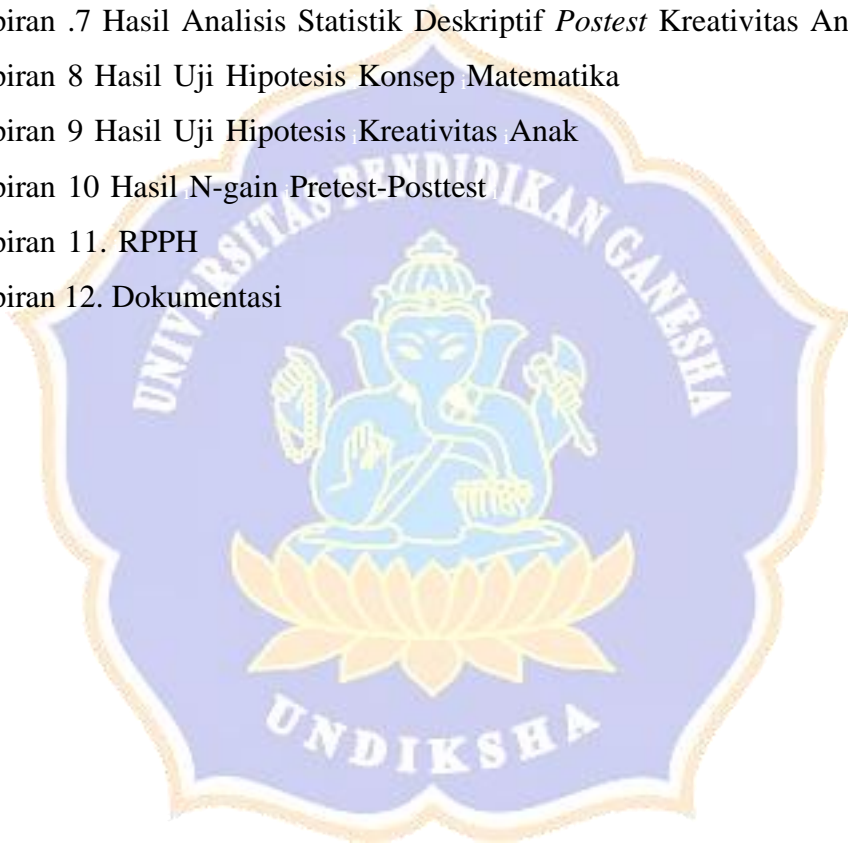 piran .7 Hasil Analisis Statistik Deskriptif Postest Kreativitas An
piran 8 Hasil Uji Hipotesis Konsep Matematika
piran 9 Hasil Uji Hipotesis Kreativitas Anak
piran 10 Hasil N-gain Pretest-Posttest
piran 11. RPPH
piran 12. Dokumentasi
UNIVERSITAS PENDIDIKAN GANESHA
UNDIKSHA